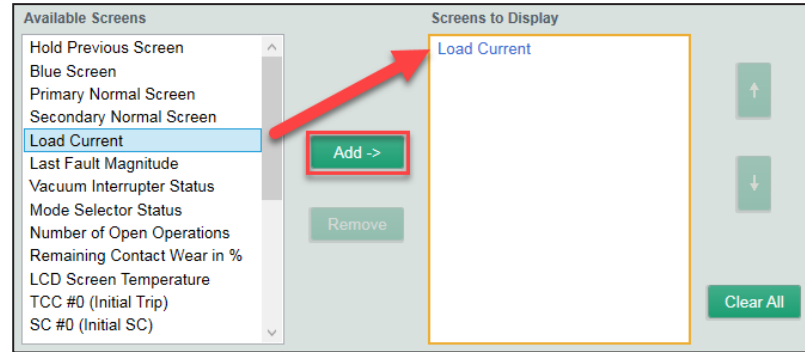 Available Screens
Hold Previous Screen
Blue Screen
Primary Normal Screen
Secondary Normal Screen
Load Current
Last Fault Magnitude
Vacuum Interrupter Status
Mode Selector Status
Number of Open Operations
Remaining Contact Wear in %
LCD Screen Temperature
TCC #0 (Initial Trip)
SC #0 (Initial SC)
Add ->
Remove
Screens to Display
Load Current
Clear All